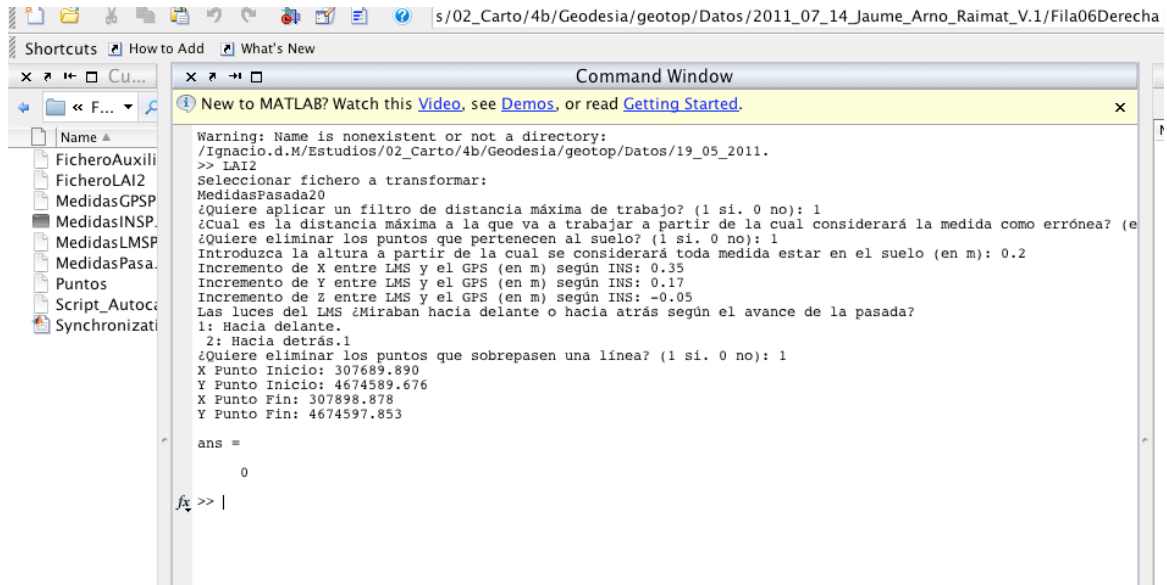 s/02_Carto/4b/Geodesia/geotop/Datos/2011_07_14_Jaume_Arno_Raimat_V.1/Fila06Derecha
Shortcuts How to Add What's New
Cu...
Command Window
« F...
New to MATLAB? Watch this Video, see Demos, or read Getting Started.
Name
FicheroAuxili
FicheroLAI2
MedidasGPSP
MedidasINSP.
MedidasLMSP
MedidasPasa.
Puntos
Script_Autoca
Synchronizati
Warning: Name is nonexistent or not a directory:
/Ignacio.d.M/Estudios/02_Carto/4b/Geodesia/geotop/Datos/19_05_2011.
>> LAI2
Seleccionar fichero a transformar:
MedidasPasada20
¿Quiere aplicar un filtro de distancia máxima de trabajo? (1 si. 0 no): 1
¿Cual es la distancia máxima a la que va a trabajar a partir de la cual considerará la medida como errónea? (e
¿Quiere eliminar los puntos que pertenecen al suelo? (1 si. 0 no): 1
Introduzca la altura a partir de la cual se considerará toda medida estar en el suelo (en m): 0.2
Incremento de X entre LMS y el GPS (en m) según INS: 0.35
Incremento de Y entre LMS y el GPS (en m) según INS: 0.17
Incremento de Z entre LMS y el GPS (en m) según INS: -0.05
Las luces del LMS ¿Miraban hacia delante o hacia atrás según el avance de la pasada?
1: Hacia delante.
2: Hacia detrás.1
¿Quiere eliminar los puntos que sobrepasen una línea? (1 si. 0 no): 1
X Punto Inicio: 307689.890
Y Punto Inicio: 4674589.676
X Punto Fin: 307898.878
Y Punto Fin: 4674597.853
ans =
0
fx >>